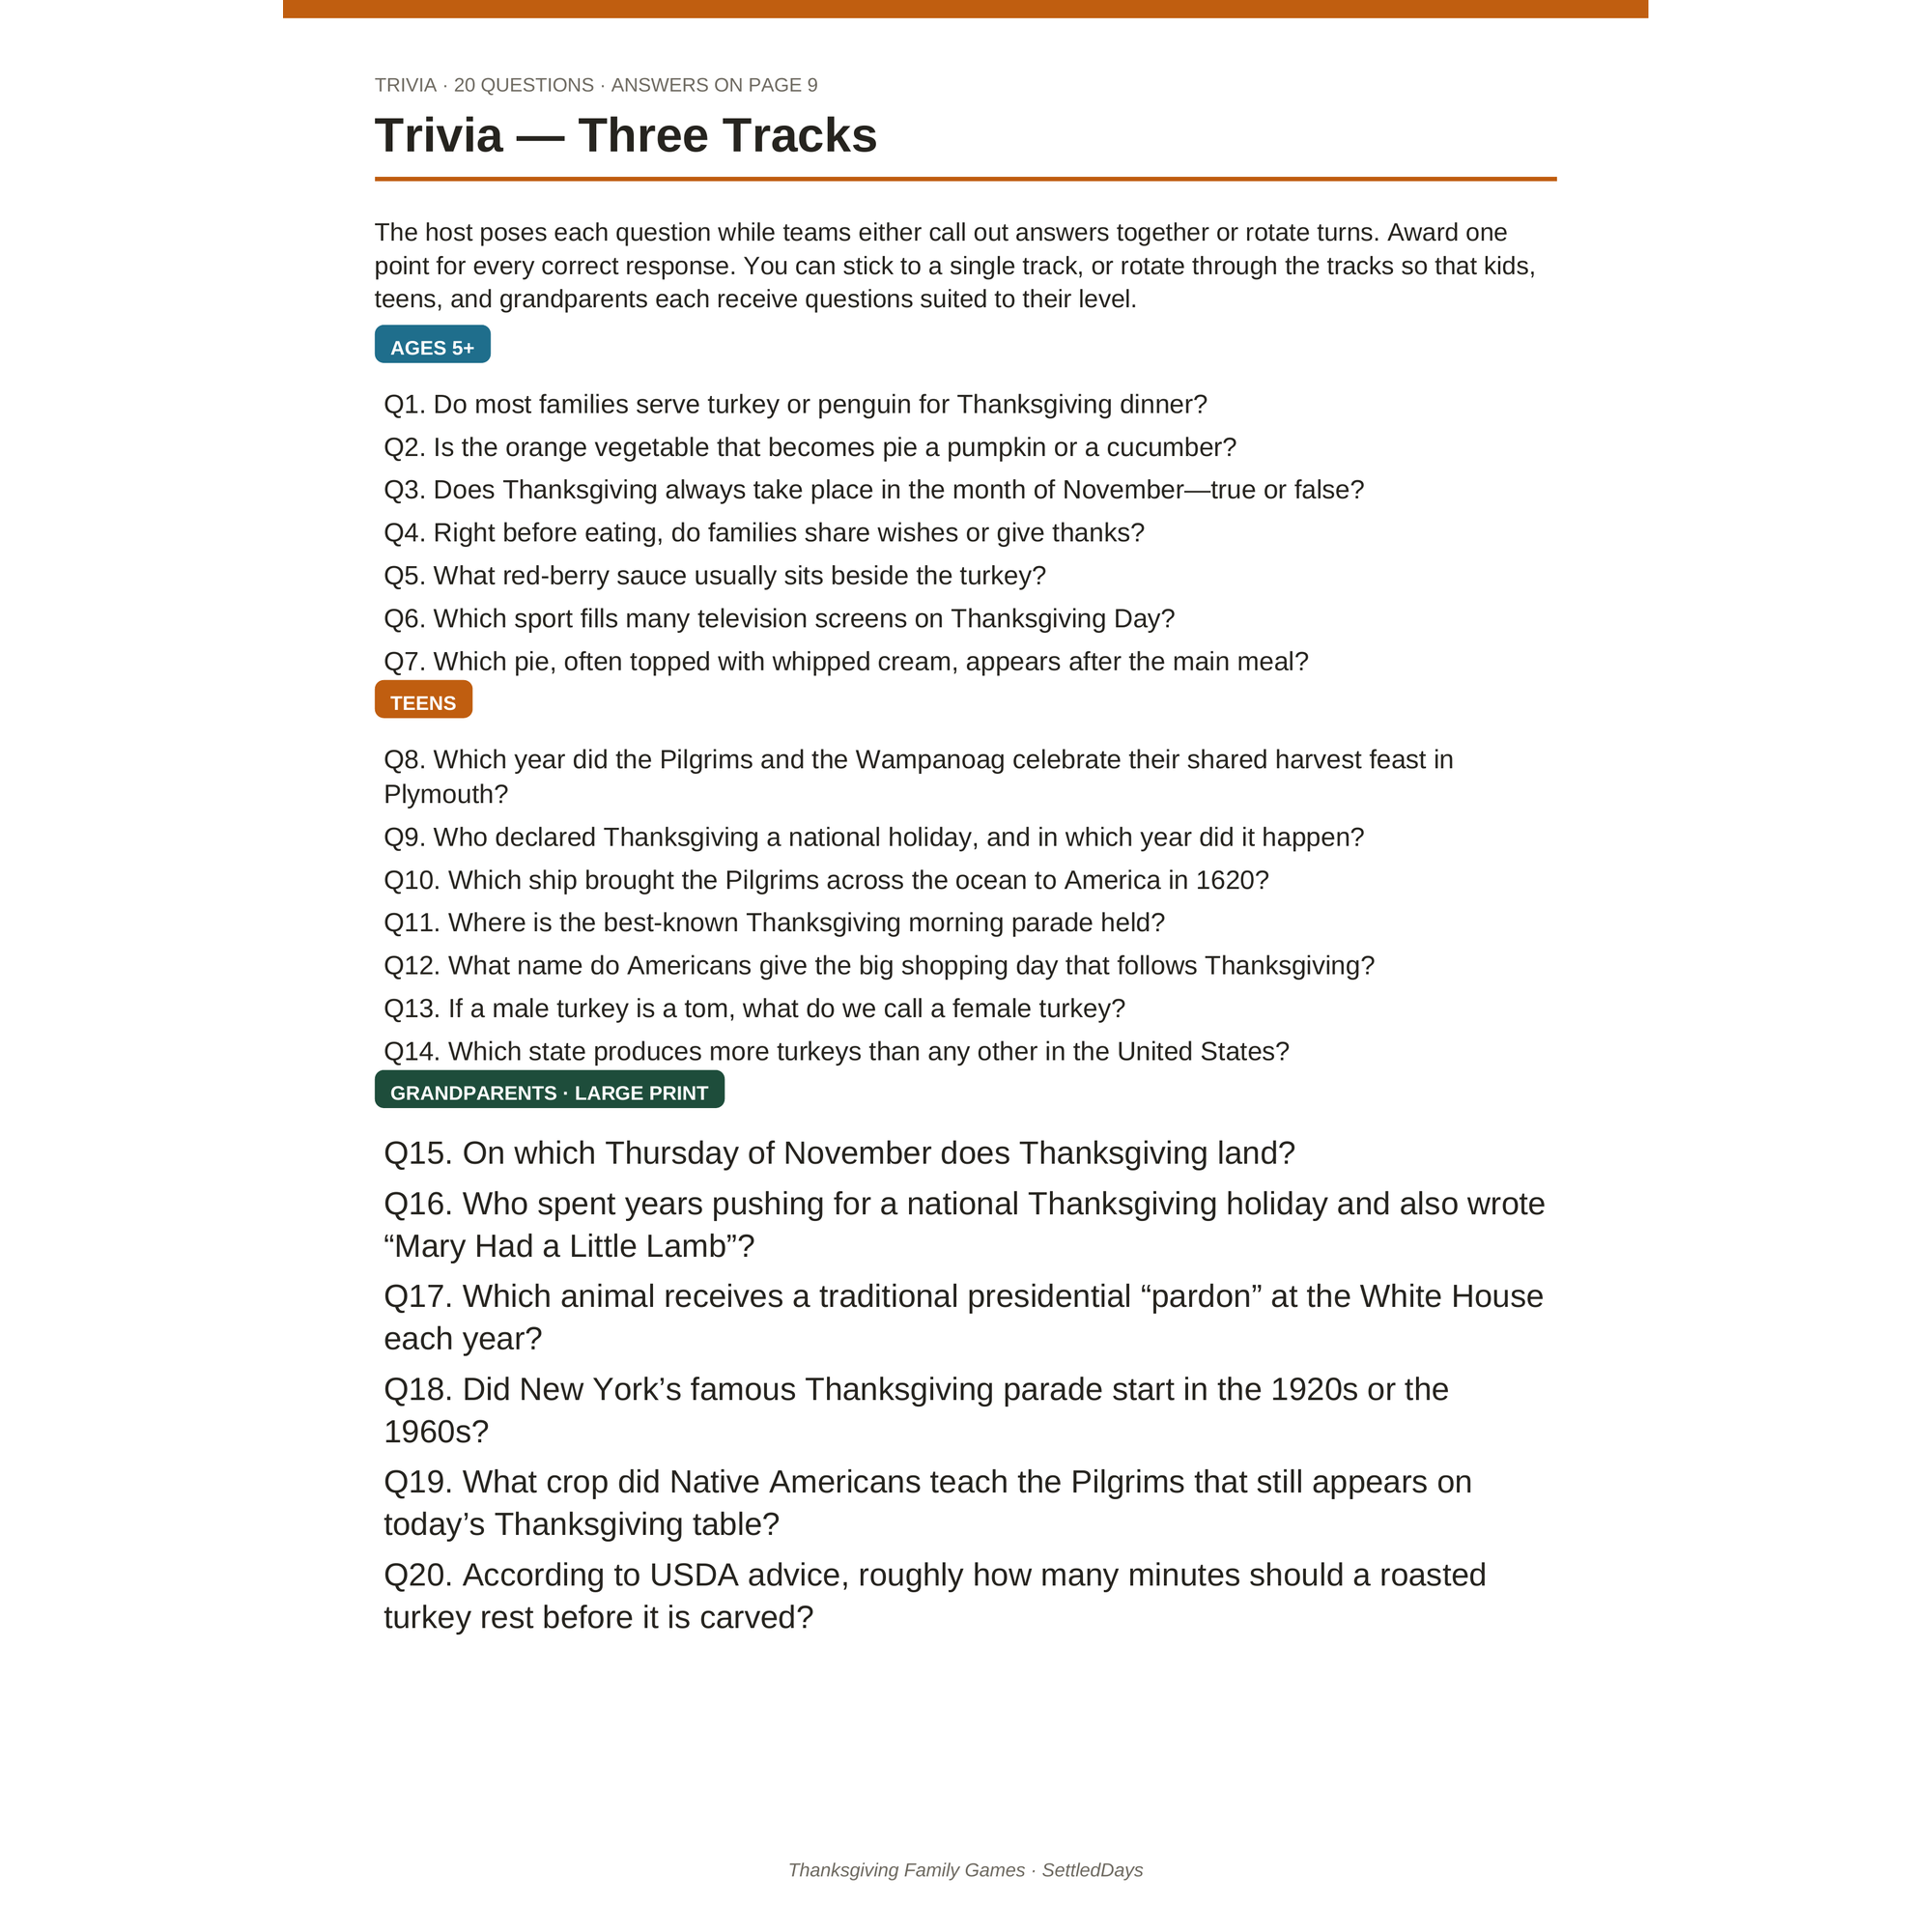 TRIVIA · 20 QUESTIONS · ANSWERS ON PAGE 9
Trivia — Three Tracks
The host poses each question while teams either call out answers together or rotate turns. Award one
point for every correct response. You can stick to a single track, or rotate through the tracks so that kids,
teens, and grandparents each receive questions suited to their level.
AGES 5+
Q1. Do most families serve turkey or penguin for Thanksgiving dinner?
Q2. Is the orange vegetable that becomes pie a pumpkin or a cucumber?
Q3. Does Thanksgiving always take place in the month of November—true or false?
Q4. Right before eating, do families share wishes or give thanks?
Q5. What red-berry sauce usually sits beside the turkey?
Q6. Which sport fills many television screens on Thanksgiving Day?
Q7. Which pie, often topped with whipped cream, appears after the main meal?
TEENS
Q8. Which year did the Pilgrims and the Wampanoag celebrate their shared harvest feast in
Plymouth?
Q9. Who declared Thanksgiving a national holiday, and in which year did it happen?
Q10. Which ship brought the Pilgrims across the ocean to America in 1620?
Q11. Where is the best-known Thanksgiving morning parade held?
Q12. What name do Americans give the big shopping day that follows Thanksgiving?
Q13. If a male turkey is a tom, what do we call a female turkey?
Q14. Which state produces more turkeys than any other in the United States?
GRANDPARENTS · LARGE PRINT
Q15. On which Thursday of November does Thanksgiving land?
Q16. Who spent years pushing for a national Thanksgiving holiday and also wrote
“Mary Had a Little Lamb”?
Q17. Which animal receives a traditional presidential “pardon” at the White House
each year?
Q18. Did New York’s famous Thanksgiving parade start in the 1920s or the
1960s?
Q19. What crop did Native Americans teach the Pilgrims that still appears on
today’s Thanksgiving table?
Q20. According to USDA advice, roughly how many minutes should a roasted
turkey rest before it is carved?
Thanksgiving Family Games · SettledDays